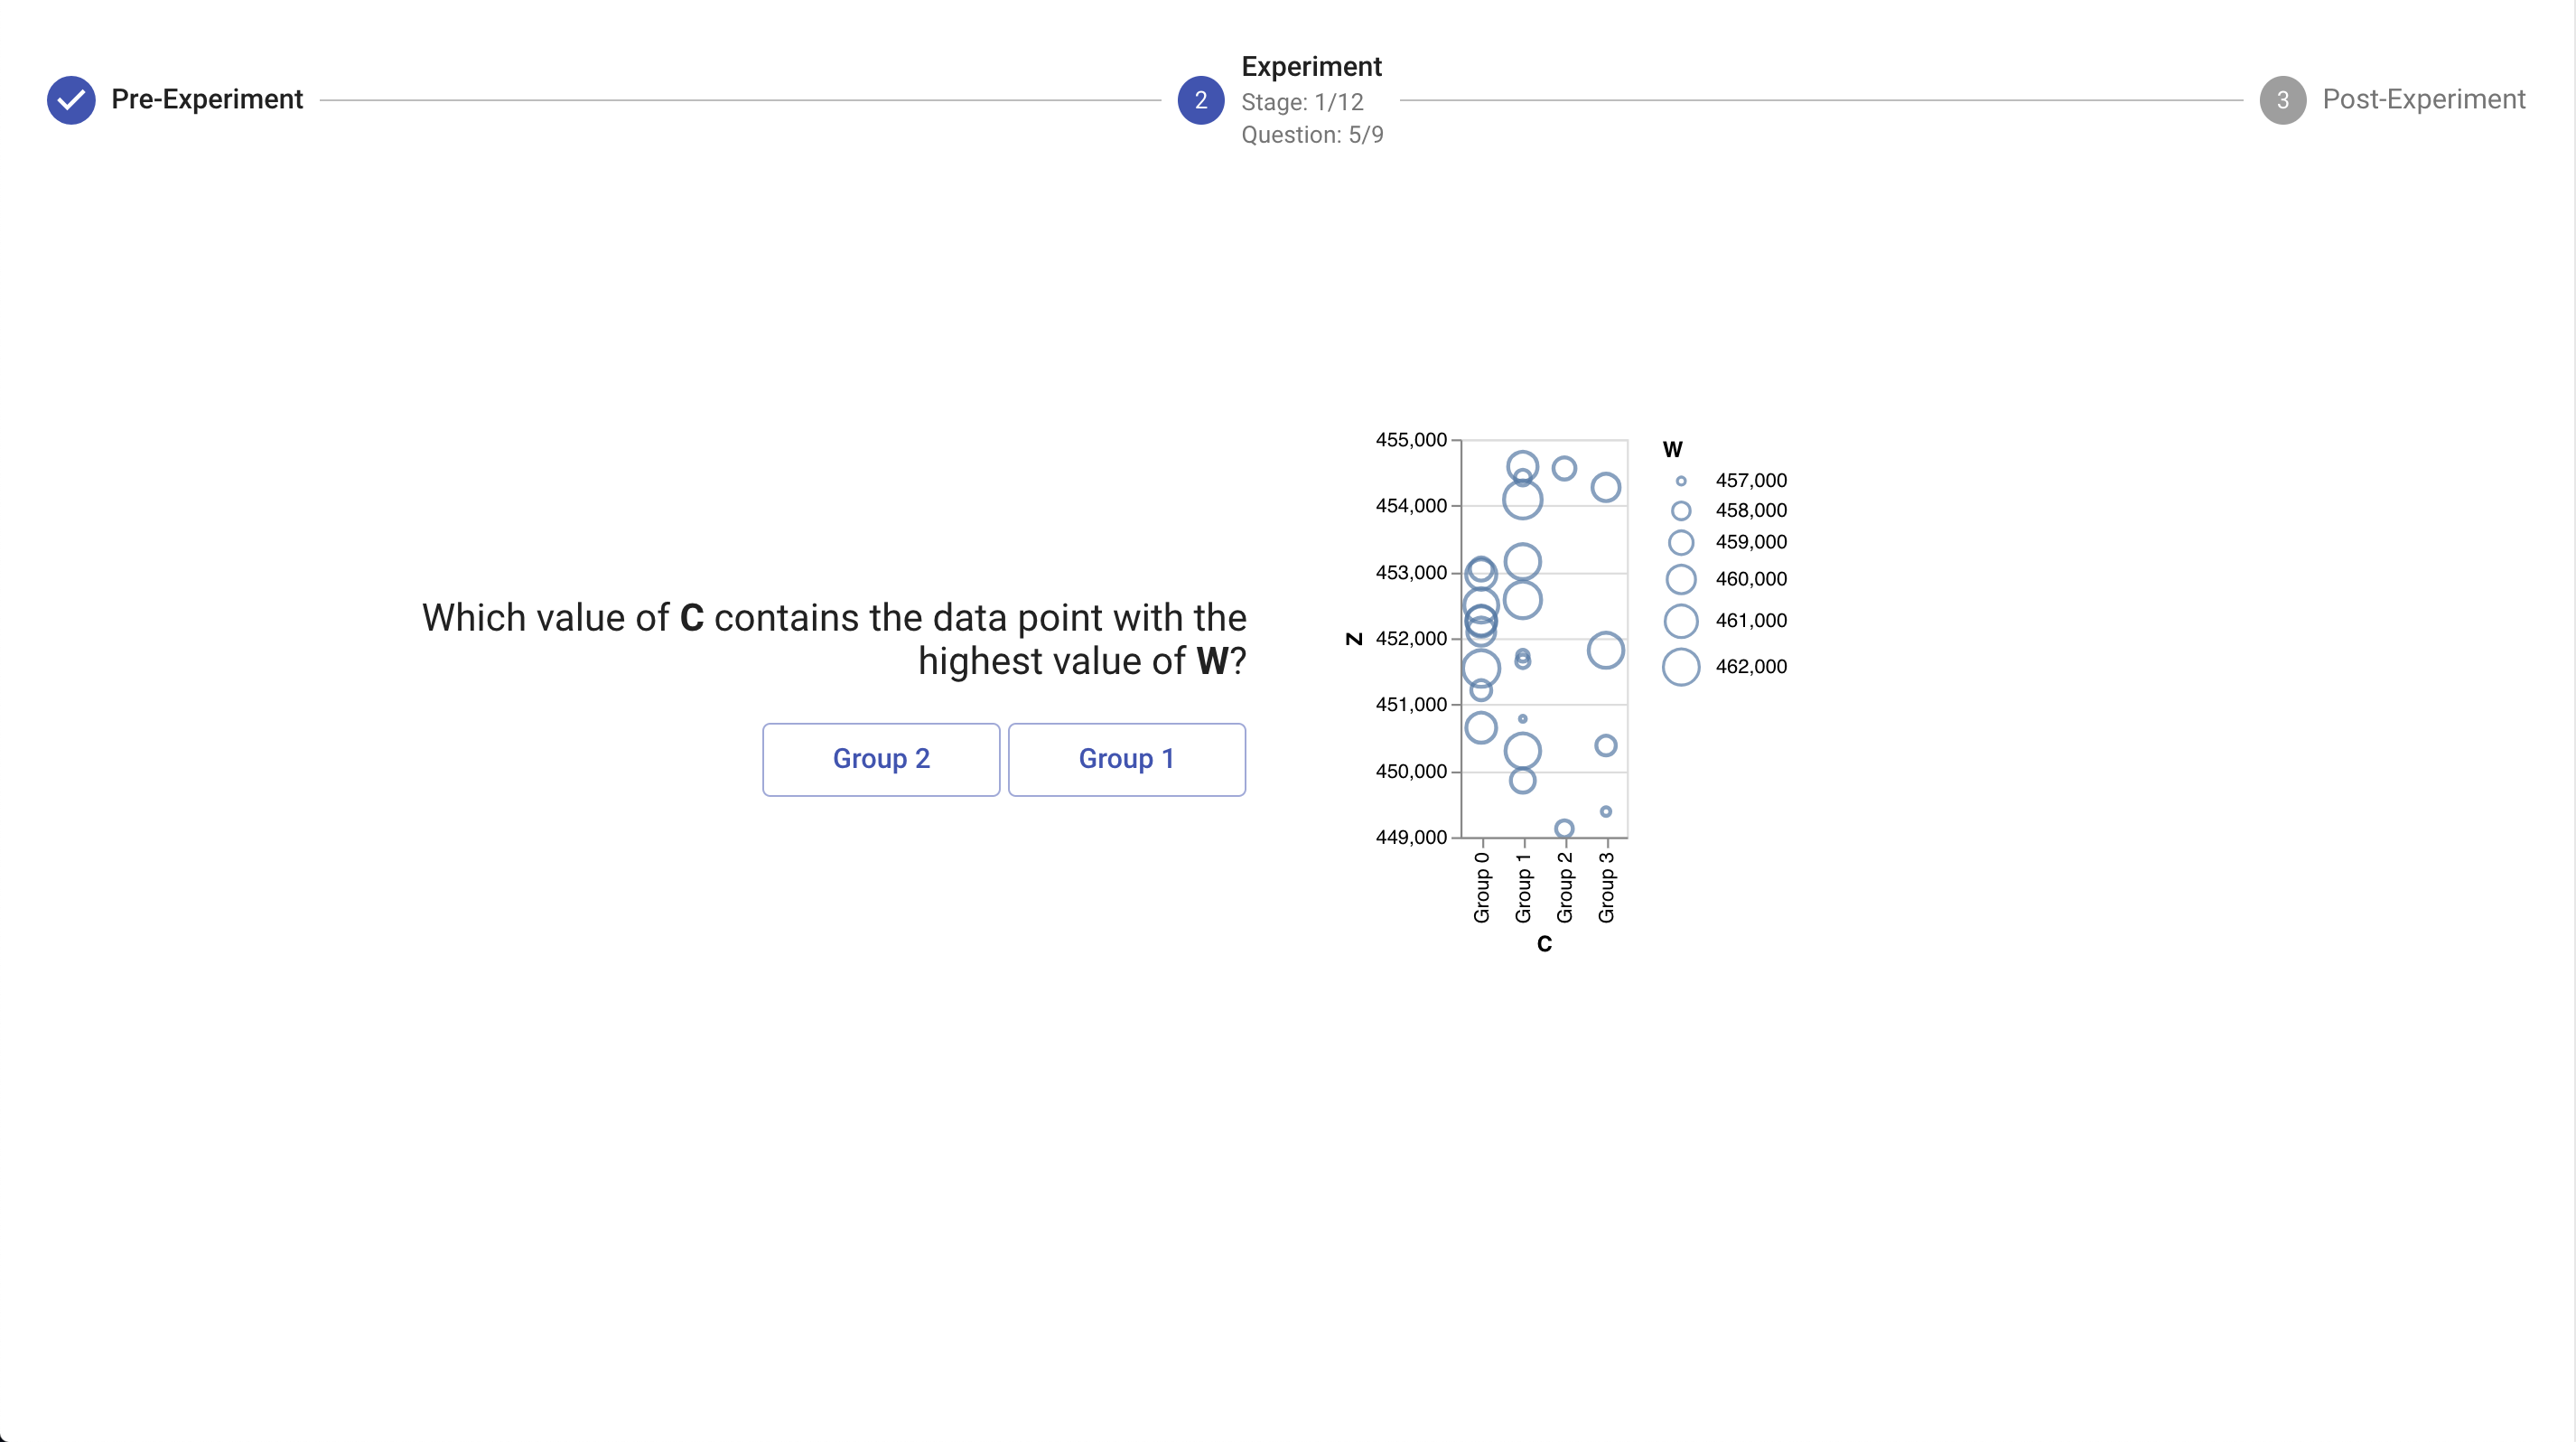 Pre-Experiment
2
Experiment
Stage: 1/12
Question: 5/9
3
Post-Experiment
Which value of C contains the data point with the
highest value of W?
Group 2
Group 1
455,000
454,000
453,000
452,000
451,000
450,000
449,000
Z
Group 0
Group 1
Group 2
Group 3
C
W
457,000
458,000
459,000
460,000
461,000
462,000